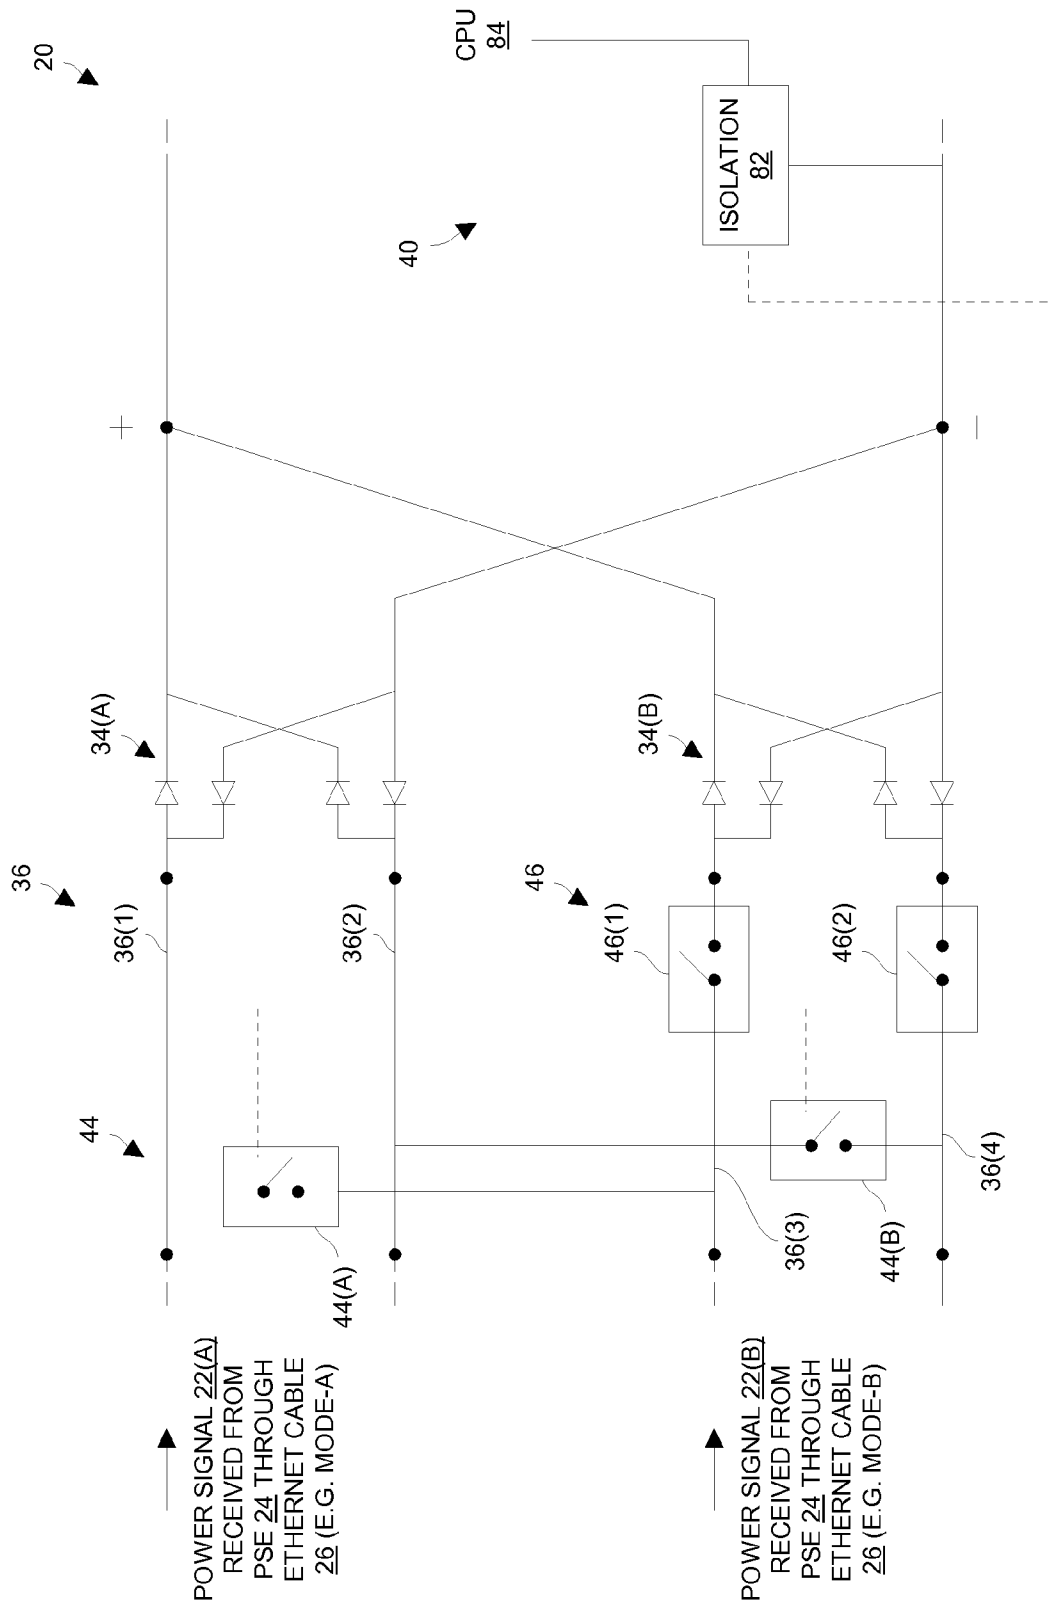 20
CPU
84
ISOLATION
82
40
+
–
34(A)
34(B)
36
46
36(1)
36(2)
46(1)
46(2)
44
44(A)
36(3)
44(B)
36(4)
POWER SIGNAL 22(A)
RECEIVED FROM
PSE 24 THROUGH
ETHERNET CABLE
26 (E.G. MODE-A)
POWER SIGNAL 22(B)
RECEIVED FROM
PSE 24 THROUGH
ETHERNET CABLE
26 (E.G. MODE-B)